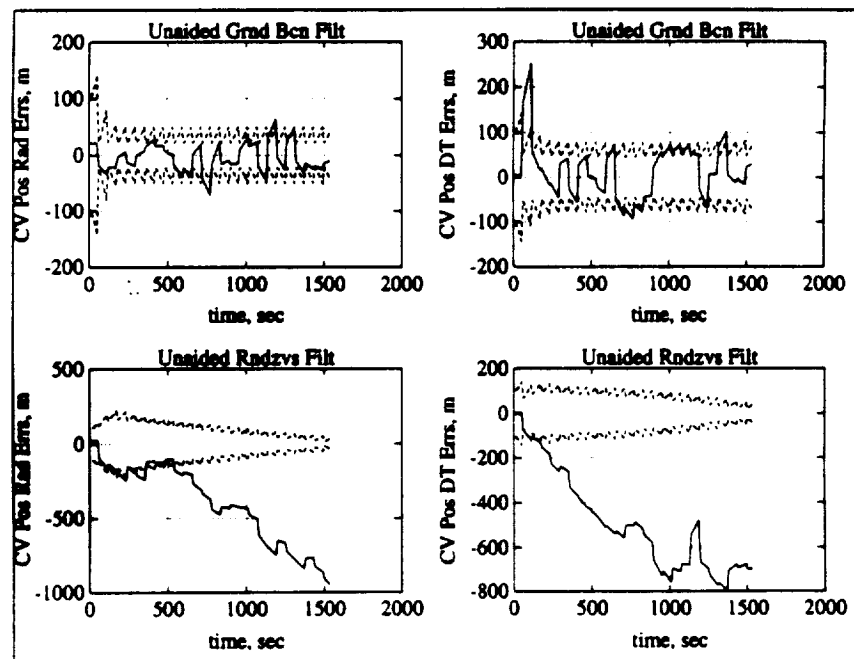 Unaided Grnd Bcn Filt
200
100
0
-100
-200
CV Pos Rad Errs, m
0 500 1000 1500 2000
time, sec
Unaided Grnd Bcn Filt
300
200
100
0
-100
-200
CV Pos DT Errs, m
0 500 1000 1500 2000
time, sec
Unaided Rndzvs Filt
500
0
-500
-1000
CV Pos Rad Errs, m
0 500 1000 1500 2000
time, sec
Unaided Rndzvs Filt
200
0
-200
-400
-600
-800
CV Pos DT Errs, m
0 500 1000 1500 2000
time, sec